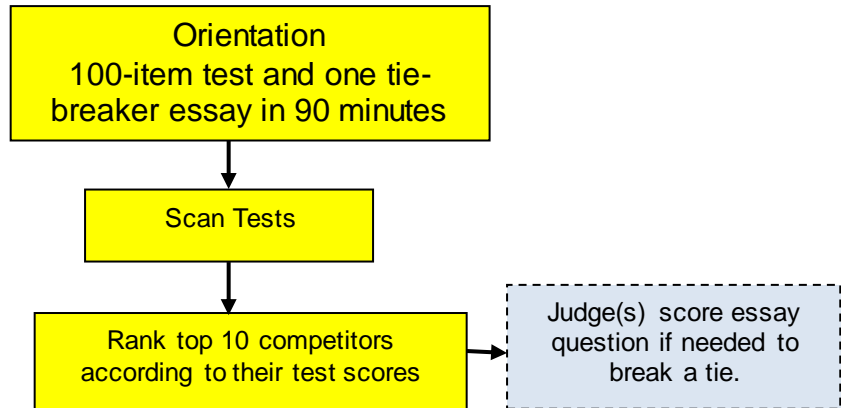 Orientation
100-item test and one tie-
breaker essay in 90 minutes
Scan Tests
Rank top 10 competitors
according to their test scores
Judge(s) score essay
question if needed to
break a tie.